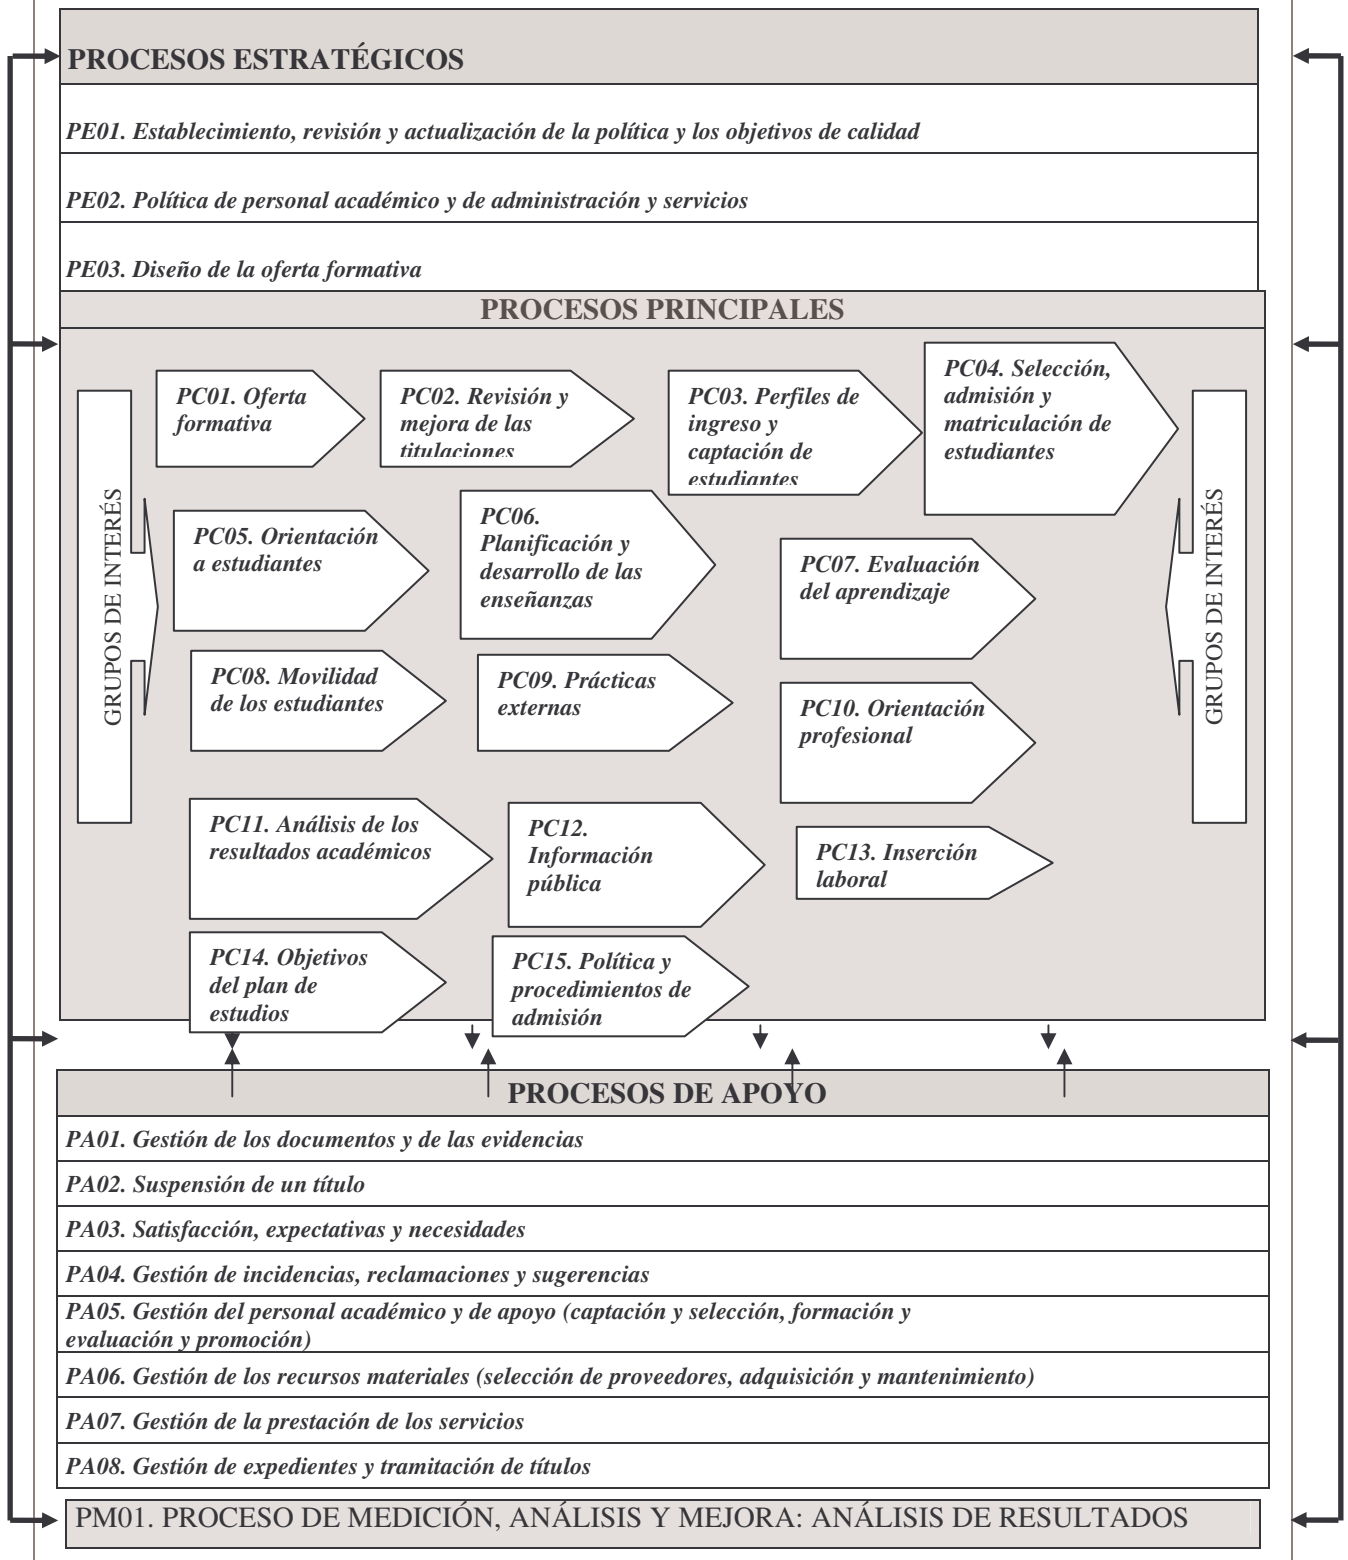 PROCESOS ESTRATÉGICOS
PE01. Establecimiento, revisión y actualización de la política y los objetivos de calidad
PE02. Política de personal académico y de administración y servicios
PE03. Diseño de la oferta formativa
PROCESOS PRINCIPALES
GRUPOS DE INTERÉS
PC01. Oferta
formativa
PC02. Revisión y
mejora de las
titulaciones
PC03. Perfiles de
ingreso y
captación de
estudiantes
PC04. Selección,
admisión y
matriculación de
estudiantes
PC05. Orientación
a estudiantes
PC06.
Planificación y
desarrollo de las
enseñanzas
PC07. Evaluación
del aprendizaje
PC08. Movilidad
de los estudiantes
PC09. Prácticas
externas
PC10. Orientación
profesional
PC11. Análisis de los
resultados académicos
PC12.
Información
pública
PC13. Inserción
laboral
PC14. Objetivos
del plan de
estudios
PC15. Política y
procedimientos de
admisión
GRUPOS DE INTERÉS
PROCESOS DE APOYO
PA01. Gestión de los documentos y de las evidencias
PA02. Suspensión de un título
PA03. Satisfacción, expectativas y necesidades
PA04. Gestión de incidencias, reclamaciones y sugerencias
PA05. Gestión del personal académico y de apoyo (captación y selección, formación y
evaluación y promoción)
PA06. Gestión de los recursos materiales (selección de proveedores, adquisición y mantenimiento)
PA07. Gestión de la prestación de los servicios
PA08. Gestión de expedientes y tramitación de títulos
PM01. PROCESO DE MEDICIÓN, ANÁLISIS Y MEJORA: ANÁLISIS DE RESULTADOS